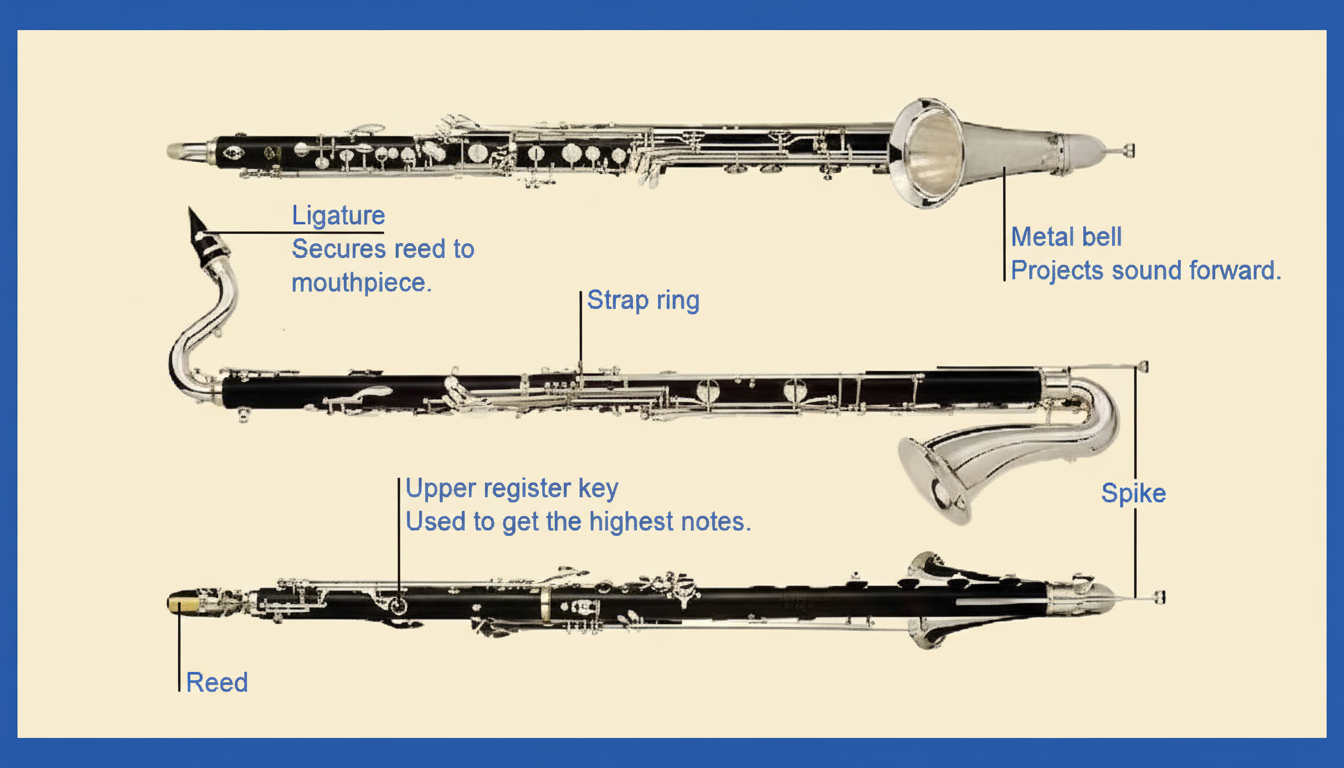 Ligature
Secures reed to
mouthpiece.
Metal bell
Projects sound forward.
Strap ring
Upper register key
Used to get the highest notes.
Spike
Reed